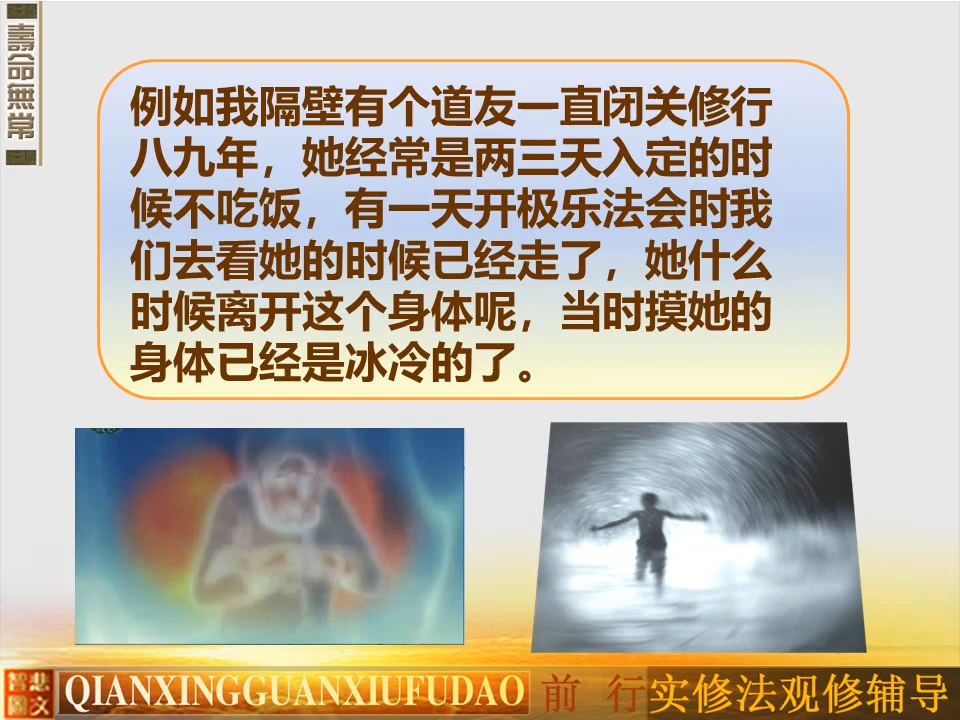 壽命無常
例如我隔壁有个道友一直闭关修行
八九年，她经常是两三天入定的时
候不吃饭，有一天开极乐法会时我
们去看她的时候已经走了，她什么
时候离开这个身体呢，当时摸她的
身体已经是冰冷的了。
QIANXINGGUANXIUFUDAO 前 行实修法观修辅导